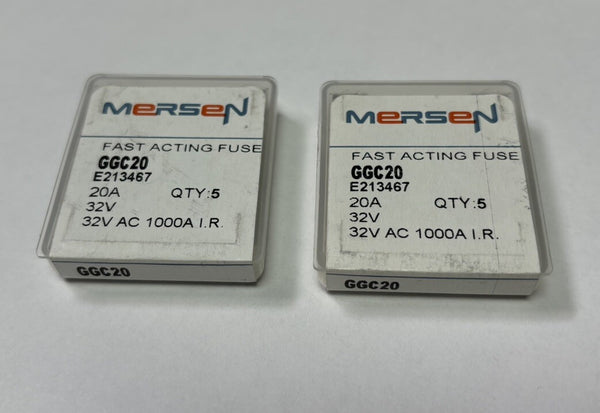 MERSEN
FAST ACTING FUSE
GGC20
E213467
20A QTY:5
32V
32V AC 1000A I.R.
GGC20
MERSEN
FAST ACTING FUSE
GGC20
E213467
20A QTY:5
32V
32V AC 1000A I.R.
GGC20